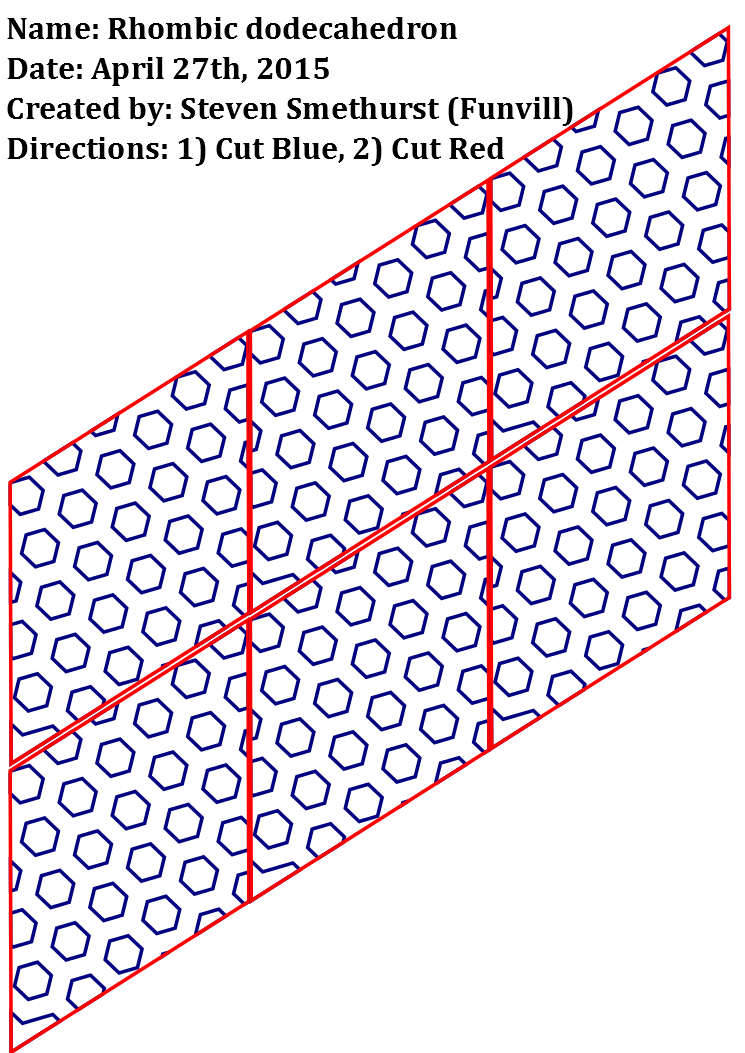 Name: Rhombic dodecahedron
Date: April 27th, 2015
Created by: Steven Smethurst (Funvill)
Directions: 1) Cut Blue, 2) Cut Red